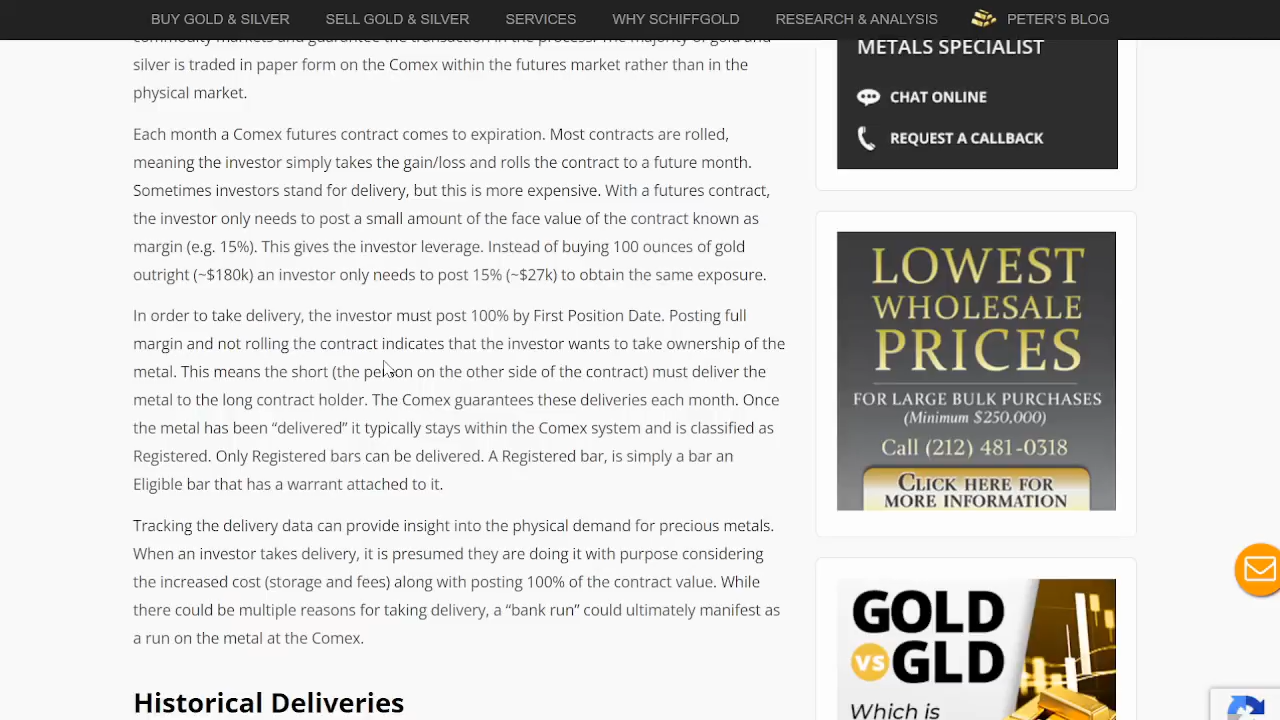 BUY GOLD & SILVER
SELL GOLD & SILVER
SERVICES
WHY SCHIFFGOLD
RESEARCH & ANALYSIS
PETER'S BLOG
commodity markets and guarantee the transaction in the process. The majority of gold and
silver is traded in paper form on the Comex within the futures market rather than in the
physical market.
Each month a Comex futures contract comes to expiration. Most contracts are rolled,
meaning the investor simply takes the gain/loss and rolls the contract to a future month.
Sometimes investors stand for delivery, but this is more expensive. With a futures contract,
the investor only needs to post a small amount of the face value of the contract known as
margin (e.g. 15%). This gives the investor leverage. Instead of buying 100 ounces of gold
outright (~$180k) an investor only needs to post 15% (~$27k) to obtain the same exposure.
In order to take delivery, the investor must post 100% by First Position Date. Posting full
margin and not rolling the contract indicates that the investor wants to take ownership of the
metal. This means the short (the person on the other side of the contract) must deliver the
metal to the long contract holder. The Comex guarantees these deliveries each month. Once
the metal has been “delivered” it typically stays within the Comex system and is classified as
Registered. Only Registered bars can be delivered. A Registered bar, is simply a bar an
Eligible bar that has a warrant attached to it.
Tracking the delivery data can provide insight into the physical demand for precious metals.
When an investor takes delivery, it is presumed they are doing it with purpose considering
the increased cost (storage and fees) along with posting 100% of the contract value. While
there could be multiple reasons for taking delivery, a “bank run” could ultimately manifest as
a run on the metal at the Comex.
Historical Deliveries
METALS SPECIALIST
CHAT ONLINE
REQUEST A CALLBACK
LOWEST
WHOLESALE
PRICES
FOR LARGE BULK PURCHASES
(Minimum $250,000)
Call (212) 481-0318
CLICK HERE FOR
MORE INFORMATION
GOLD
VS GLD
Which is